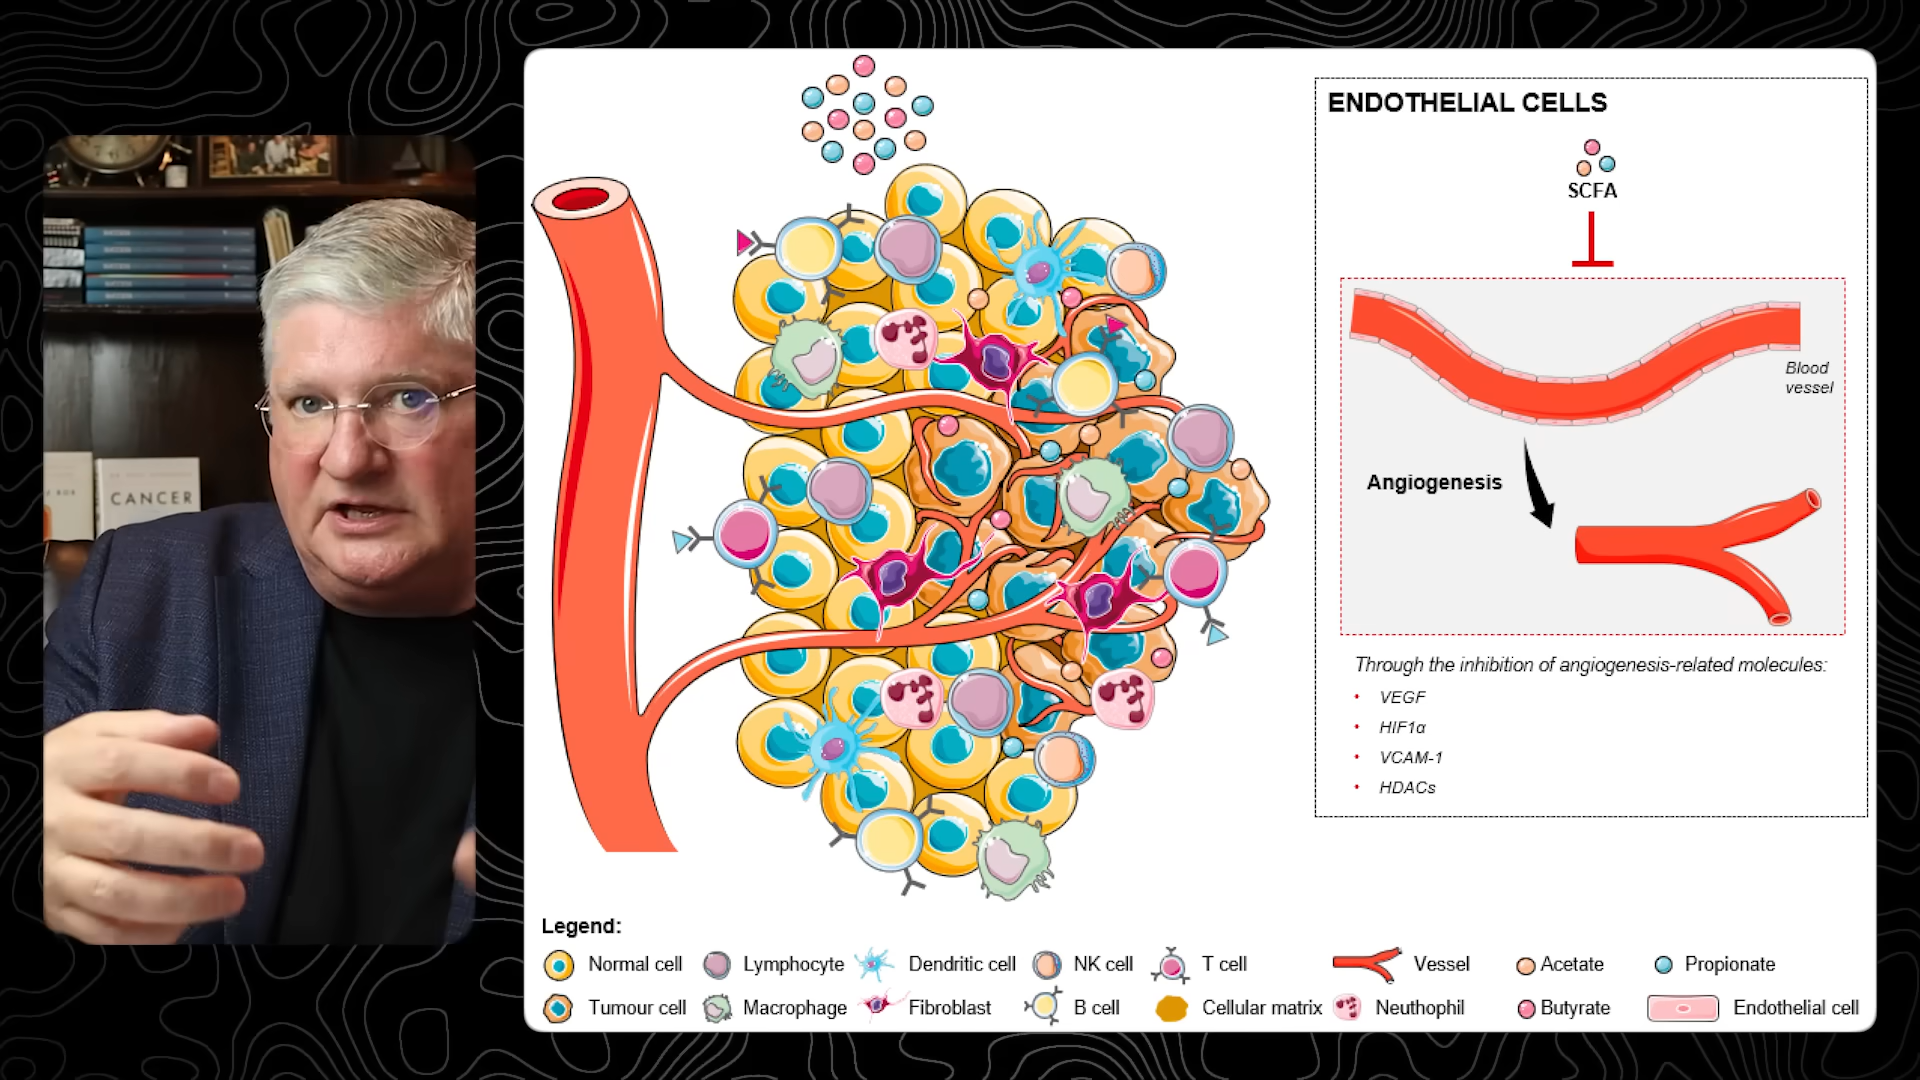 CANCER
ENDOTHELIAL CELLS
SCFA
Blood
vessel
Angiogenesis
Through the inhibition of angiogenesis-related molecules:
• VEGF
• HIF1α
• VCAM-1
• HDACs
Legend:
Normal cell Lymphocyte Dendritic cell NK cell T cell Vessel Acetate Propionate
Tumour cell Macrophage Fibroblast B cell Cellular matrix Neuthophil Butyrate Endothelial cell